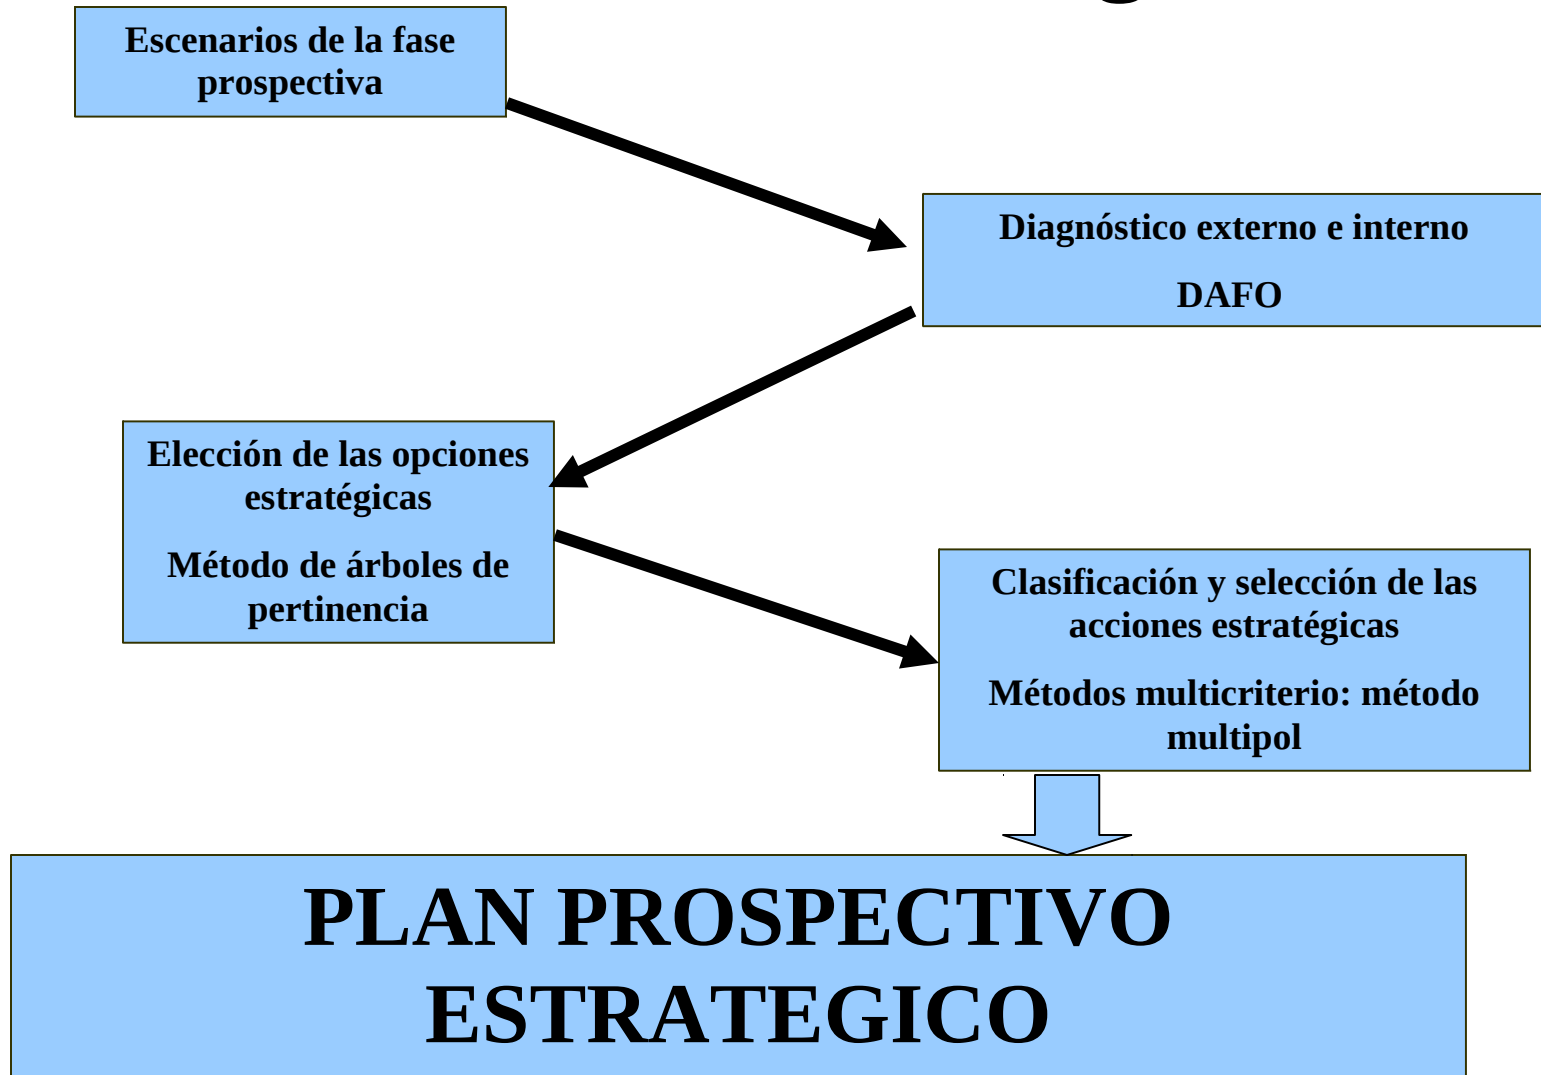 Escenarios de la fase
prospectiva
Diagnóstico externo e interno
DAFO
Elección de las opciones
estratégicas
Método de árboles de
pertinencia
Clasificación y selección de las
acciones estratégicas
Métodos multicriterio: método
multipol
PLAN PROSPECTIVO
ESTRATEGICO